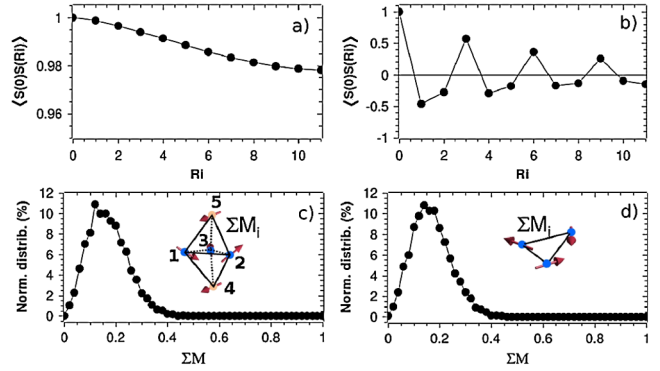 1
0.98
0.96
⟨S(0)S(Ri)⟩
a)
0 2 4 6 8 10
Ri
1
0.5
0
-0.5
-1
⟨S(0)S(Ri)⟩
b)
0 2 4 6 8 10
Ri
12
10
8
6
4
2
0
Norm. distrib. (%)
c)
5
ΣMi
3
1
2
4
0 0.2 0.4 0.6 0.8 1
ΣM
12
10
8
6
4
2
0
Norm. distrib. (%)
d)
ΣMi
0 0.2 0.4 0.6 0.8 1
ΣM